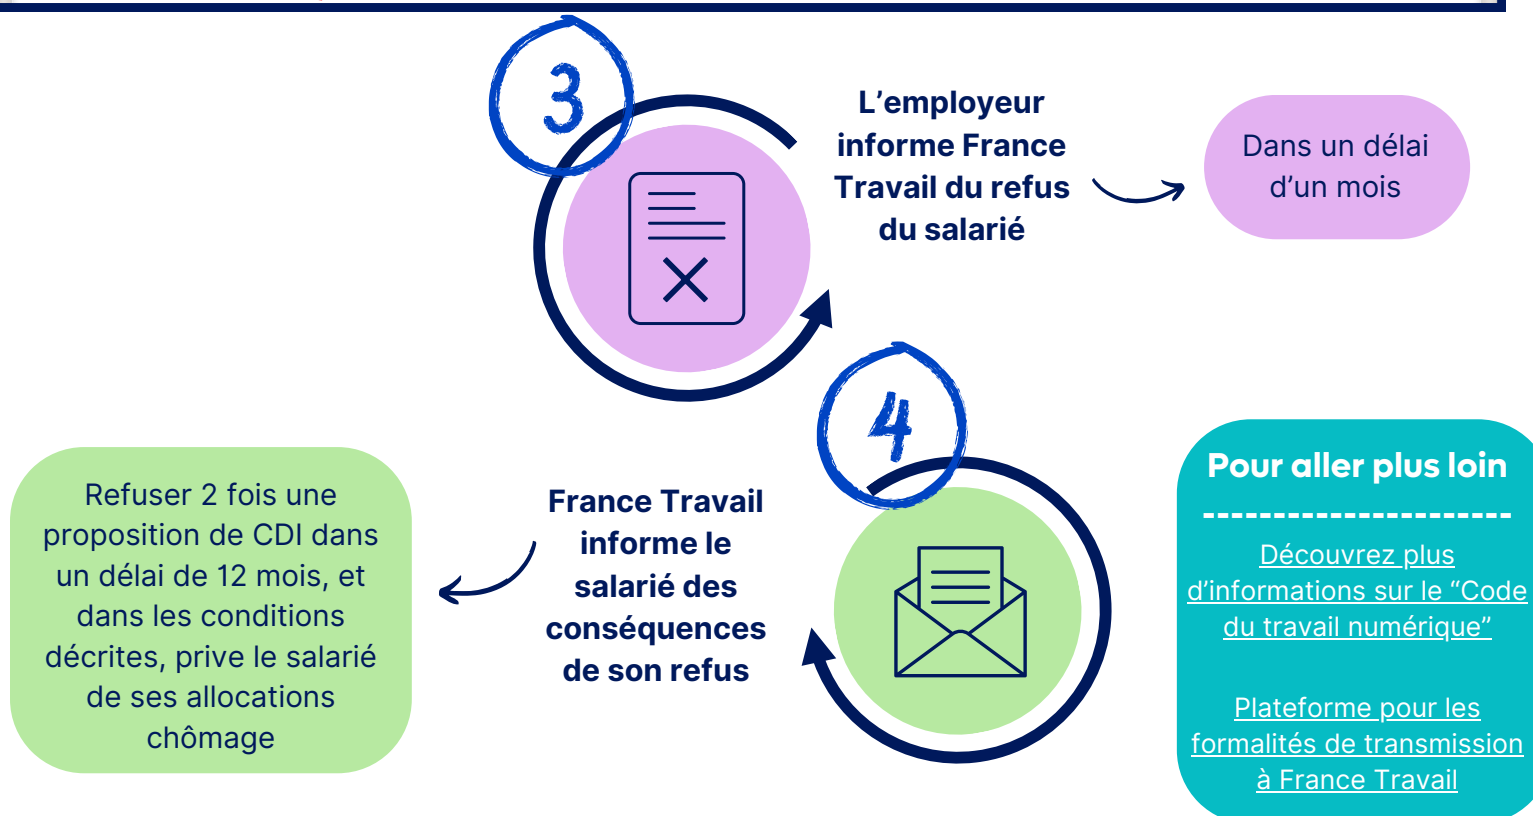 3
L’employeur
informe France
Travail du refus
du salarié
Dans un délai
d’un mois
4
France Travail
informe le
salarié des
conséquences
de son refus
Refuser 2 fois une
proposition de CDI dans
un délai de 12 mois, et
dans les conditions
décrites, prive le salarié
de ses allocations
chômage
Pour aller plus loin
----------------------
Découvrez plus
d’informations sur le “Code
du travail numérique”
Plateforme pour les
formalités de transmission
à France Travail